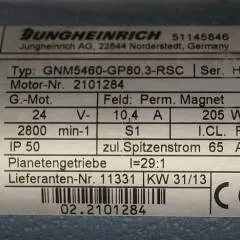 JUNGHEINRICH 51145846
Jungheinrich AG, 22844 Norderstedt, Germany
Typ: GNM5460-GP80.3-RSC Ser.: H
Motor-Nr. 2101284
G.-Mot. Feld: Perm. Magnet
24 V- 10,4 A 205 W
2800 min-1 S1 I.CL. F
IP 50 zul.Spitzenstrom 65 A
Planetengetriebe I=29:1
Lieferanten-Nr. 11331 KW 31/13
02.2101284